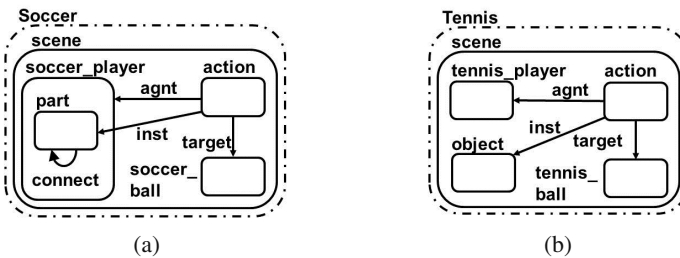 Soccer
scene
soccer_player
action
agnt
part
inst
target
connect
soccer_
ball
(a)
Tennis
scene
tennis_player
action
agnt
inst
object
target
tennis_
ball
(b)